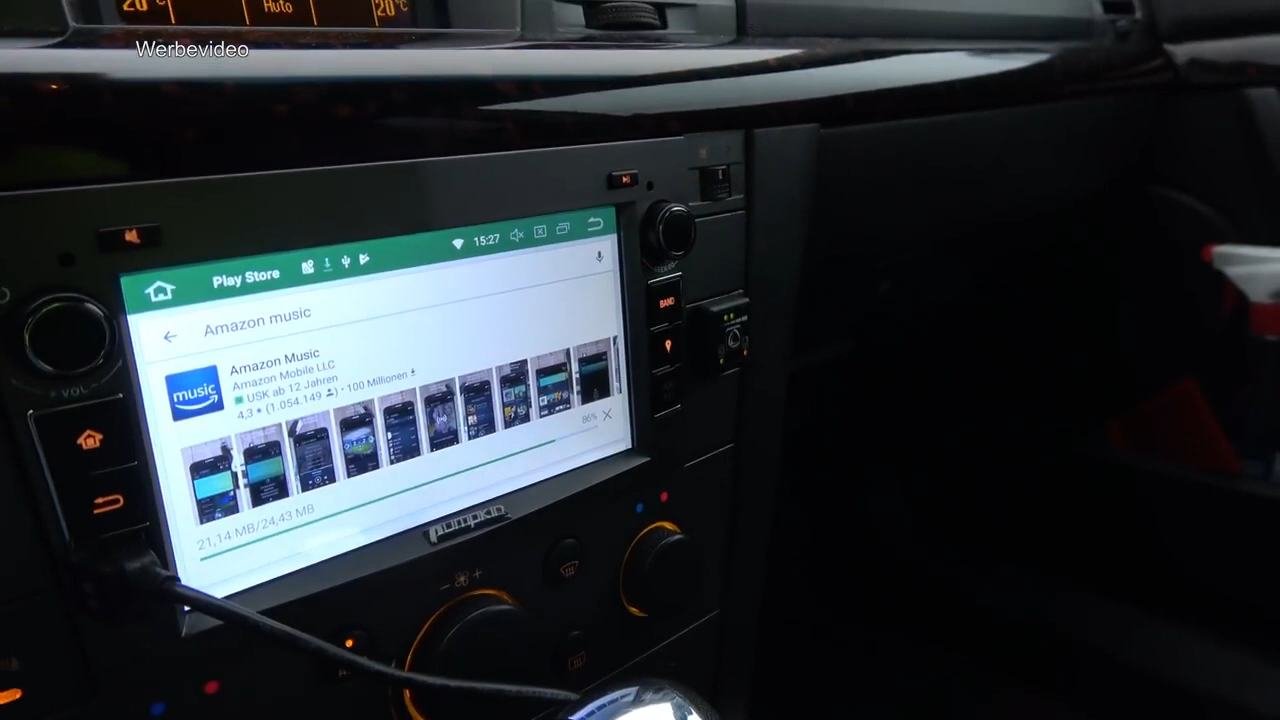 20°C Auto 20°C
Werbevideo
Play Store 15:27
Amazon music
music
Amazon Music
Amazon Mobile LLC
USK ab 12 Jahren
4,3 ★ (1.054.149 ) • 100 Millionen
86%
21,14 MB/24,43 MB
VOL
BAND
PUMPKIN